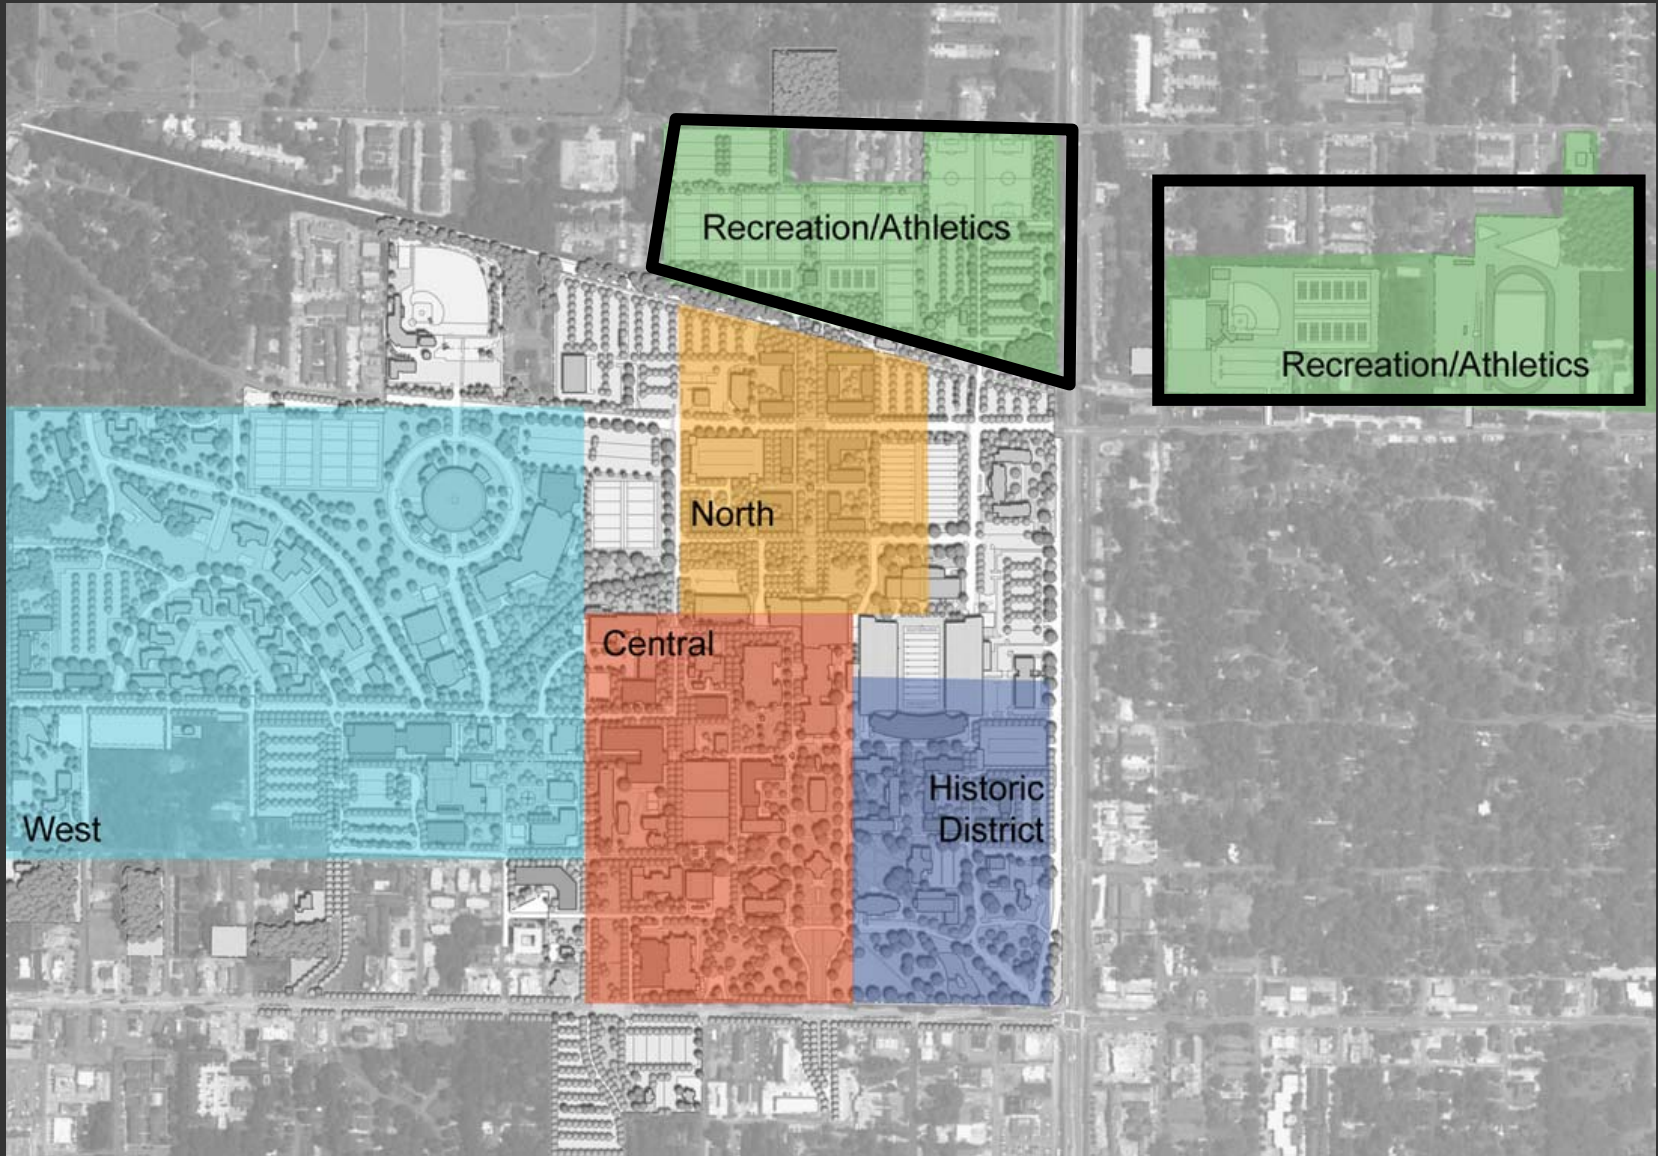 Recreation/Athletics
Recreation/Athletics
North
Central
Historic
District
West